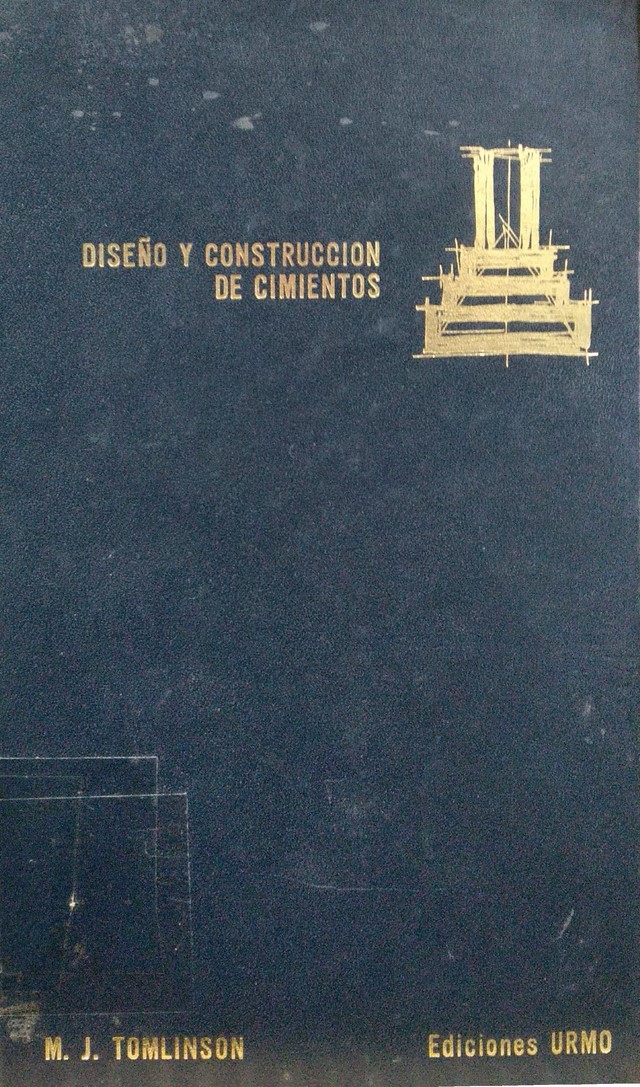 DISEÑO Y CONSTRUCCION
DE CIMIENTOS
M. J. TOMLINSON
Ediciones URMO